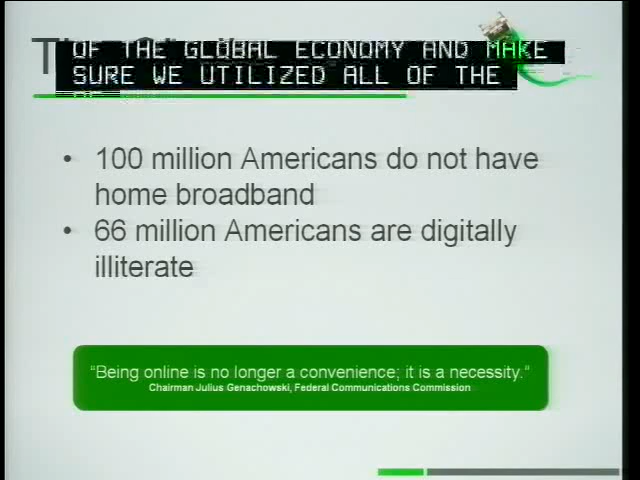 OF THE GLOBAL ECONOMY AND MAKE
SURE WE UTILIZED ALL OF THE
• 100 million Americans do not have
home broadband
• 66 million Americans are digitally
illiterate
“Being online is no longer a convenience; it is a necessity.“
Chairman Julius Genachowski, Federal Communications Commission